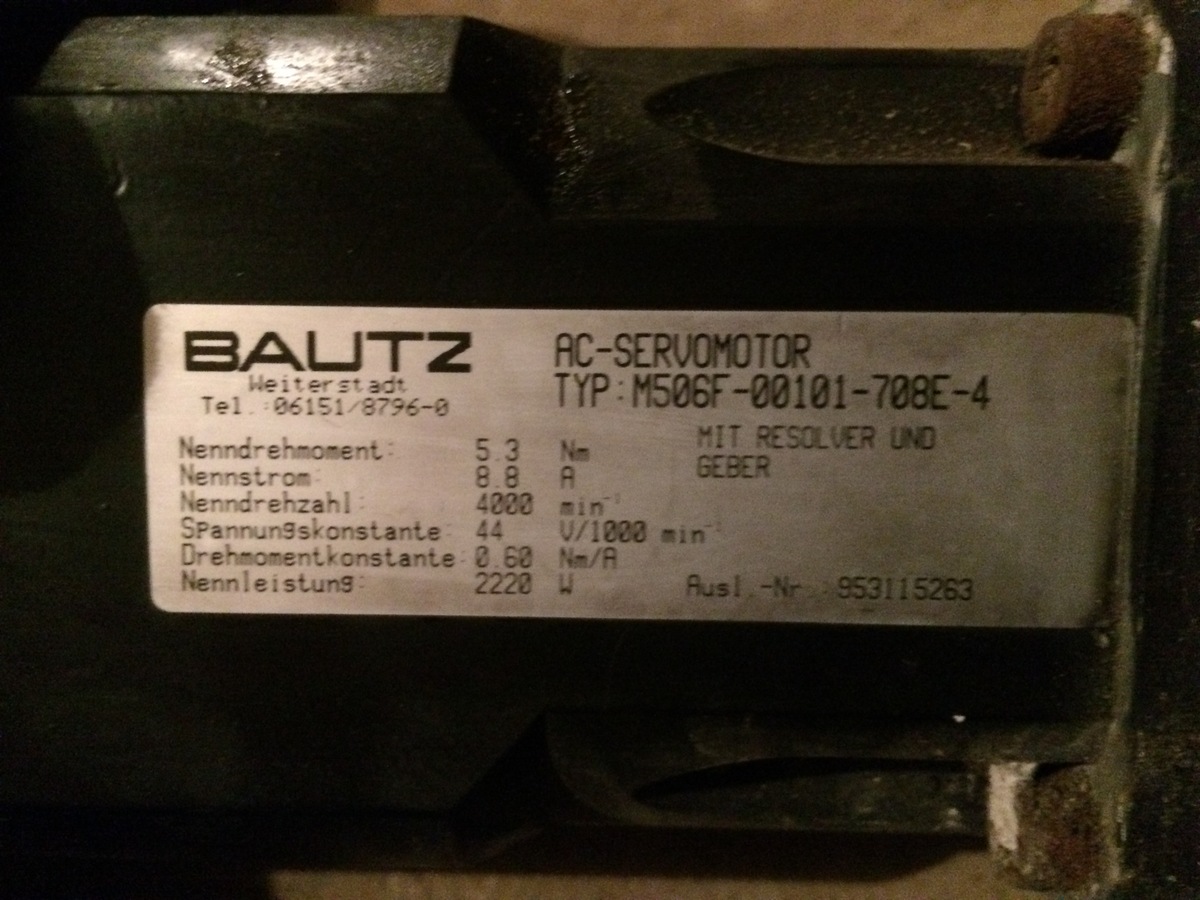 BAUTZ
Weiterstadt
Tel.:06151/8796-0
AC-SERVOMOTOR
TYP:M506F-00101-708E-4
MIT RESOLVER UND
GEBER
Nenndrehmoment: 5.3 Nm
Nennstrom: 8.8 A
Nenndrehzahl: 4000 min⁻¹
Spannungskonstante: 44 V/1000 min⁻¹
Drehmomentkonstante:0.60 Nm/A
Nennleistung: 2220 W
Ausl.-Nr.:953115263